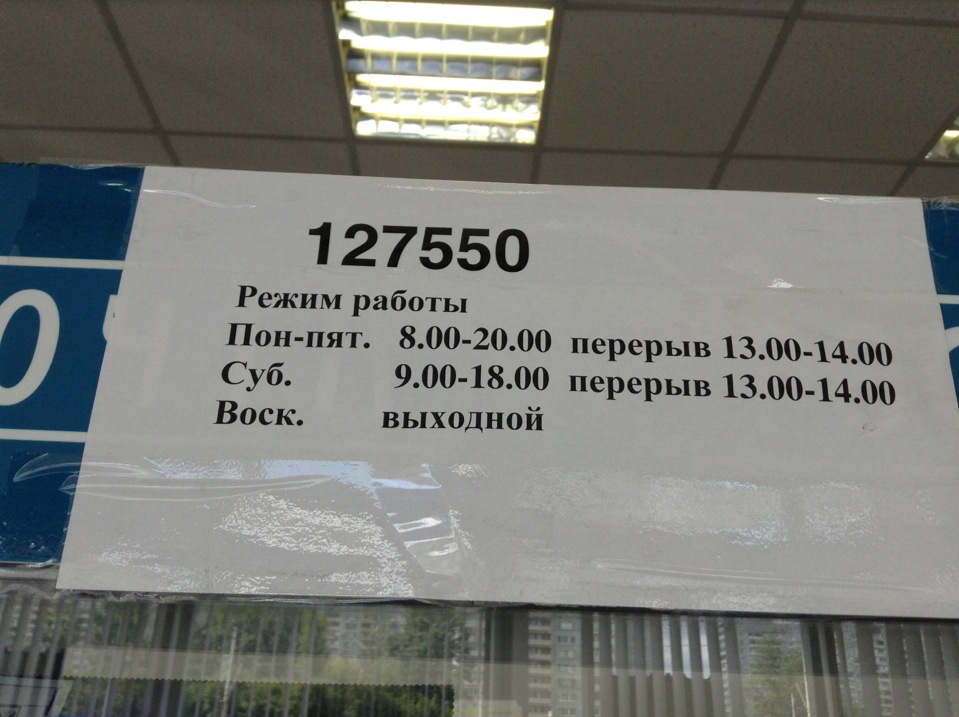 127550
Режим работы
Пон-пят. 8.00-20.00 перерыв 13.00-14.00
Суб. 9.00-18.00 перерыв 13.00-14.00
Воск. выходной